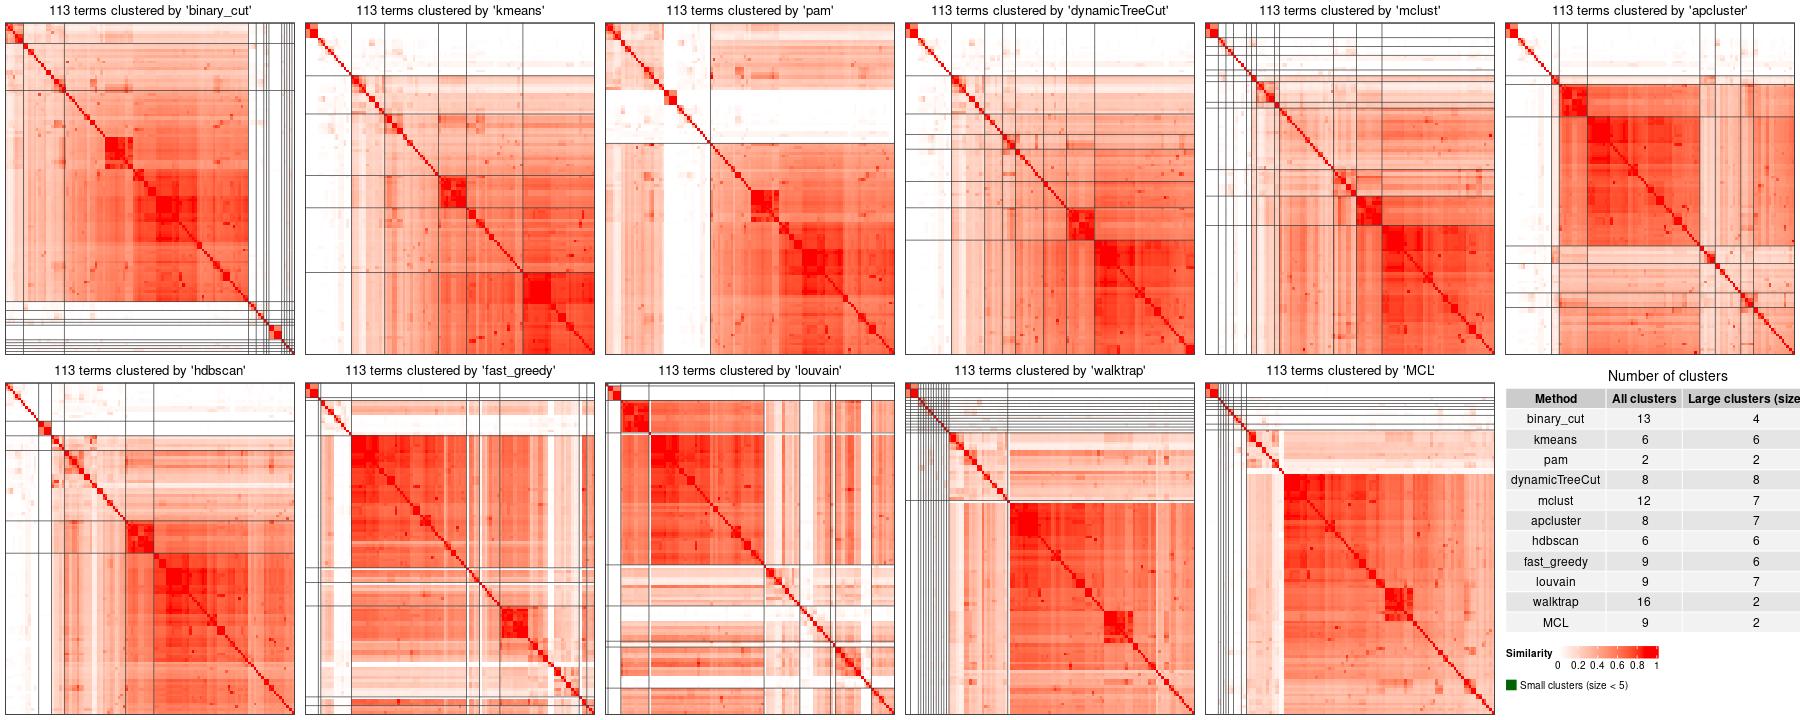 113 terms clustered by 'binary_cut'
113 terms clustered by 'kmeans'
113 terms clustered by 'pam'
113 terms clustered by 'dynamicTreeCut'
113 terms clustered by 'mclust'
113 terms clustered by 'apcluster'
113 terms clustered by 'hdbscan'
113 terms clustered by 'fast_greedy'
113 terms clustered by 'louvain'
113 terms clustered by 'walktrap'
113 terms clustered by 'MCL'
Number of clusters
Method All clusters Large clusters (size
binary_cut 13 4
kmeans 6 6
pam 2 2
dynamicTreeCut 8 8
mclust 12 7
apcluster 8 7
hdbscan 6 6
fast_greedy 9 6
louvain 9 7
walktrap 16 2
MCL 9 2
Similarity
0 0.2 0.4 0.6 0.8 1
Small clusters (size < 5)